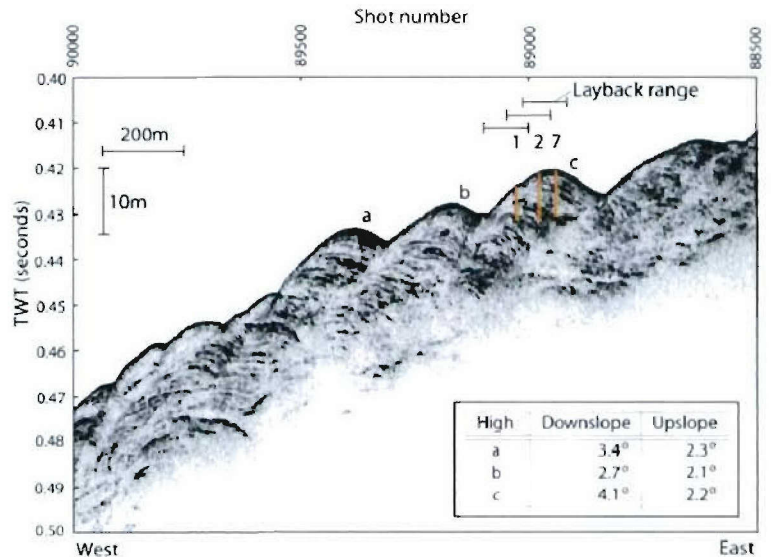 Shot number
90000 89500 89000 88500
0.40
Layback range
0.41
200m
1 2 7
0.42
c
10m
b
0.43
a
0.44
TWT (seconds)
0.45
0.46
0.47
High Downslope Upslope
a 3.4° 2.3°
0.48
b 2.7° 2.1°
0.49
c 4.1° 2.2°
0.50
West East